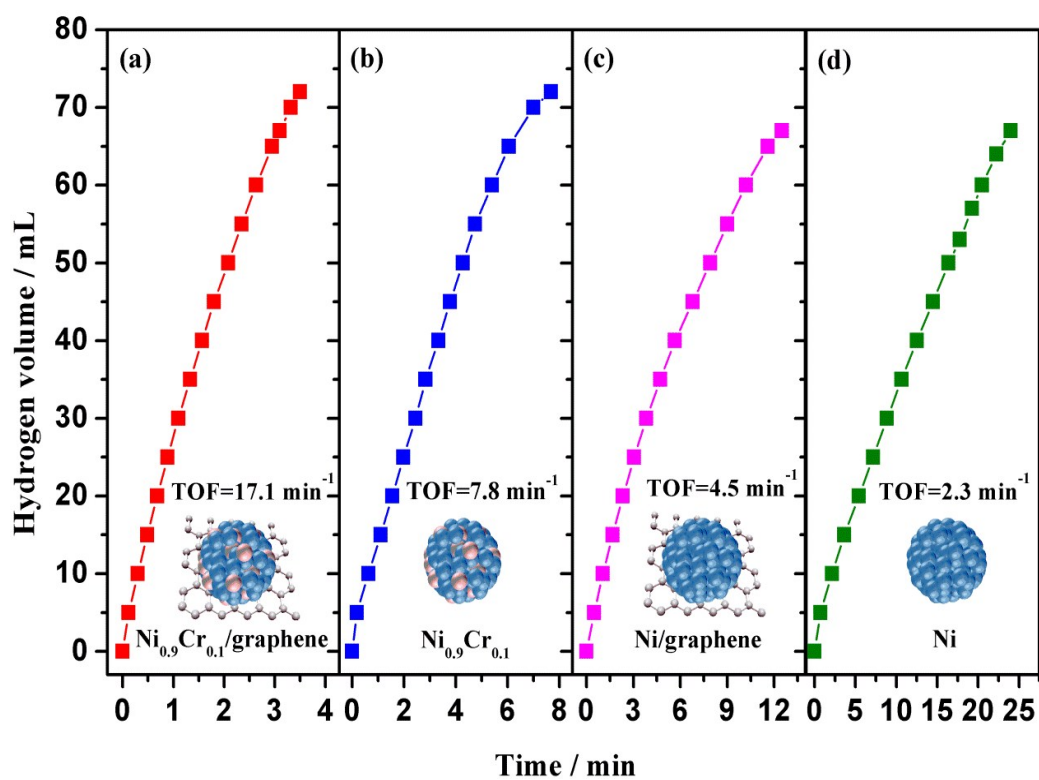 Hydrogen volume / mL
80
70
60
50
40
30
20
10
0
(a)
TOF=17.1 min⁻¹
Ni₀.₉Cr₀.₁/graphene
0 1 2 3 4
(b)
TOF=7.8 min⁻¹
Ni₀.₉Cr₀.₁
0 2 4 6 8
(c)
TOF=4.5 min⁻¹
Ni/graphene
0 3 6 9 12
(d)
TOF=2.3 min⁻¹
Ni
0 5 10 15 20 25
Time / min